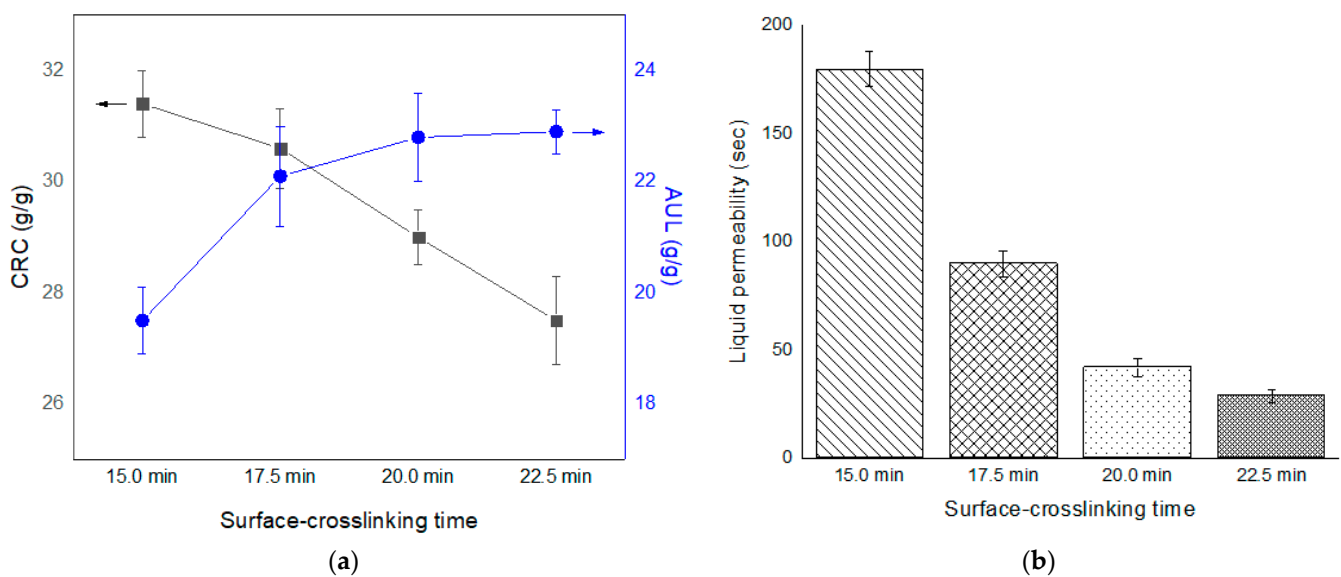 32
30
28
26
CRC (g/g)
24
22
20
18
AUL (g/g)
15.0 min 17.5 min 20.0 min 22.5 min
Surface-crosslinking time
(a)
200
150
100
50
0
Liquid permeability (sec)
15.0 min 17.5 min 20.0 min 22.5 min
Surface-crosslinking time
(b)